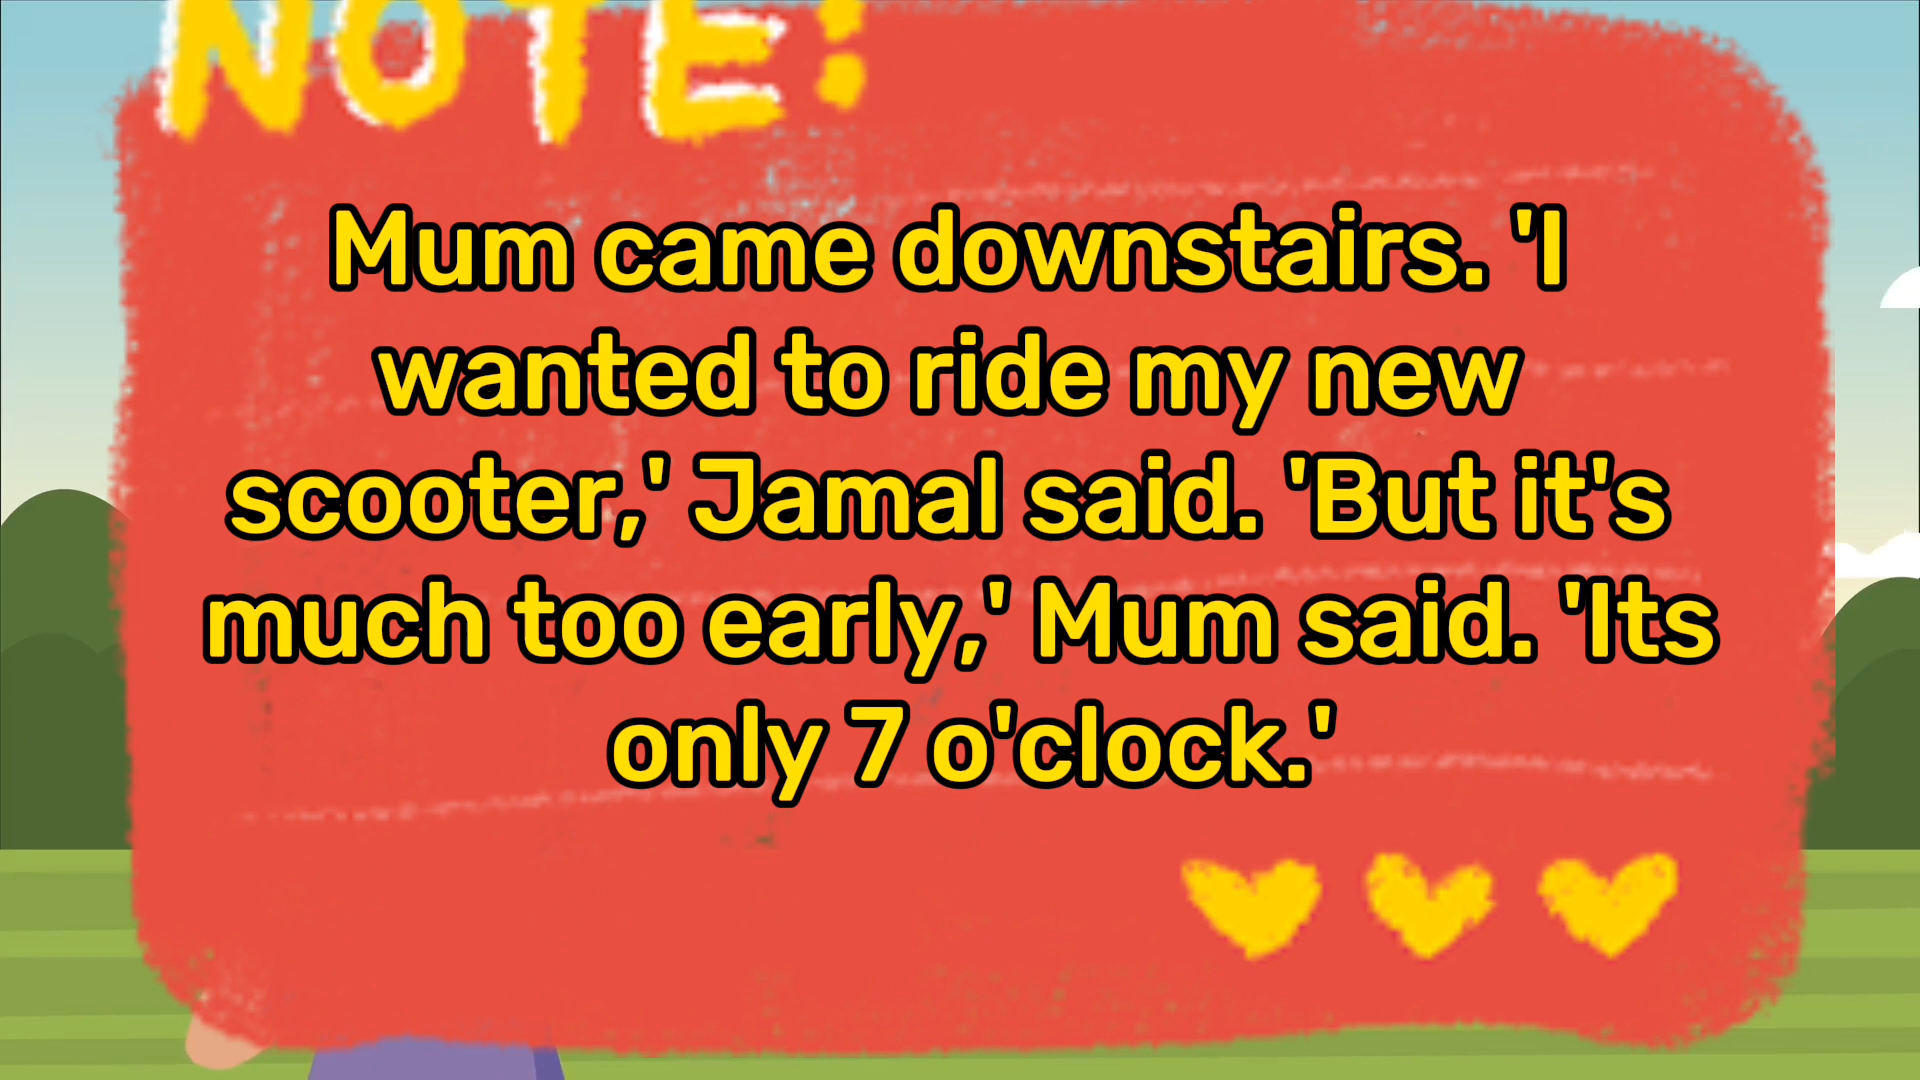 NOTE:
Mum came downstairs. 'I
wanted to ride my new
scooter,' Jamal said. 'But it's
much too early,' Mum said. 'Its
only 7 o'clock.'